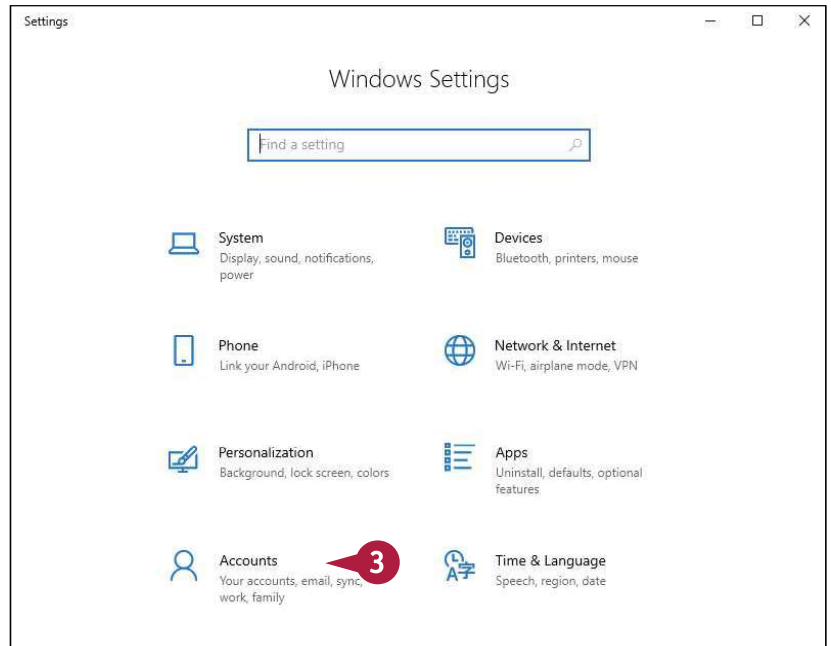 Settings
Windows Settings
Find a setting
System
Display, sound, notifications,
power
Devices
Bluetooth, printers, mouse
Phone
Link your Android, iPhone
Network & Internet
Wi-Fi, airplane mode, VPN
Personalization
Background, lock screen, colors
Apps
Uninstall, defaults, optional
features
Accounts
Your accounts, email, sync,
work, family
3
Time & Language
Speech, region, date